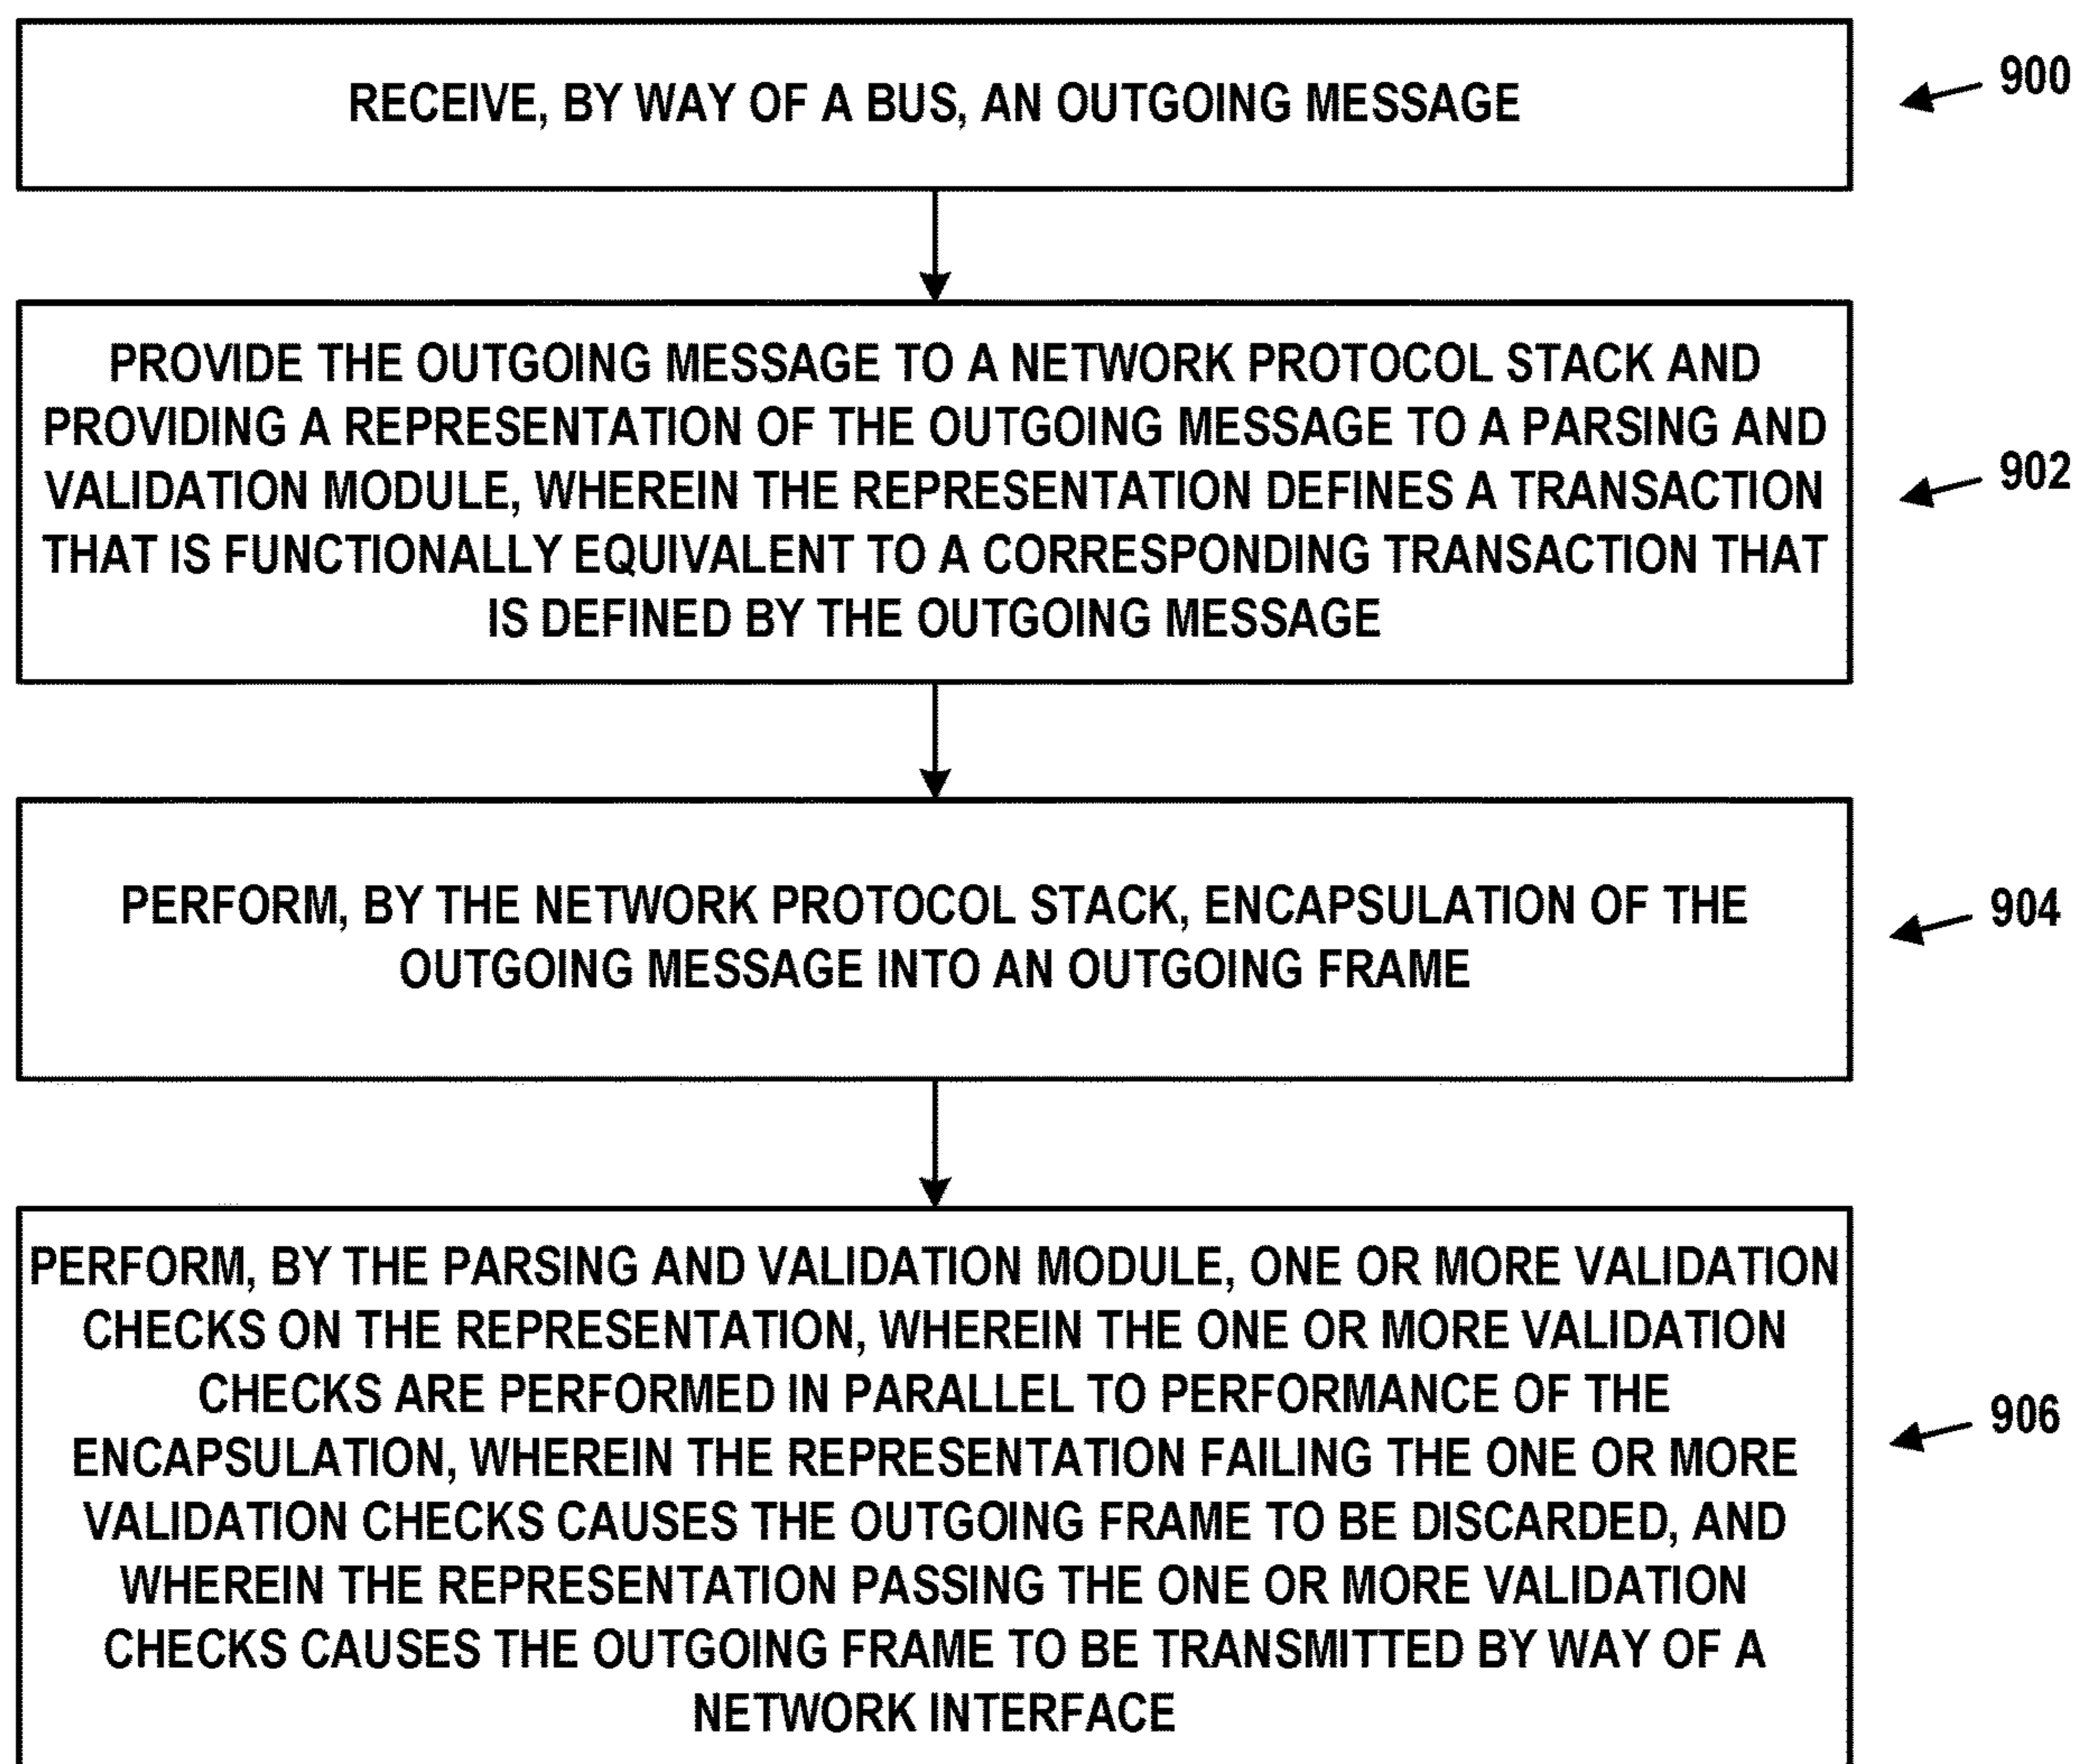 RECEIVE, BY WAY OF A BUS, AN OUTGOING MESSAGE
900
PROVIDE THE OUTGOING MESSAGE TO A NETWORK PROTOCOL STACK AND
PROVIDING A REPRESENTATION OF THE OUTGOING MESSAGE TO A PARSING AND
VALIDATION MODULE, WHEREIN THE REPRESENTATION DEFINES A TRANSACTION
THAT IS FUNCTIONALLY EQUIVALENT TO A CORRESPONDING TRANSACTION THAT
IS DEFINED BY THE OUTGOING MESSAGE
902
PERFORM, BY THE NETWORK PROTOCOL STACK, ENCAPSULATION OF THE
OUTGOING MESSAGE INTO AN OUTGOING FRAME
904
PERFORM, BY THE PARSING AND VALIDATION MODULE, ONE OR MORE VALIDATION
CHECKS ON THE REPRESENTATION, WHEREIN THE ONE OR MORE VALIDATION
CHECKS ARE PERFORMED IN PARALLEL TO PERFORMANCE OF THE
ENCAPSULATION, WHEREIN THE REPRESENTATION FAILING THE ONE OR MORE
VALIDATION CHECKS CAUSES THE OUTGOING FRAME TO BE DISCARDED, AND
WHEREIN THE REPRESENTATION PASSING THE ONE OR MORE VALIDATION
CHECKS CAUSES THE OUTGOING FRAME TO BE TRANSMITTED BY WAY OF A
NETWORK INTERFACE
906